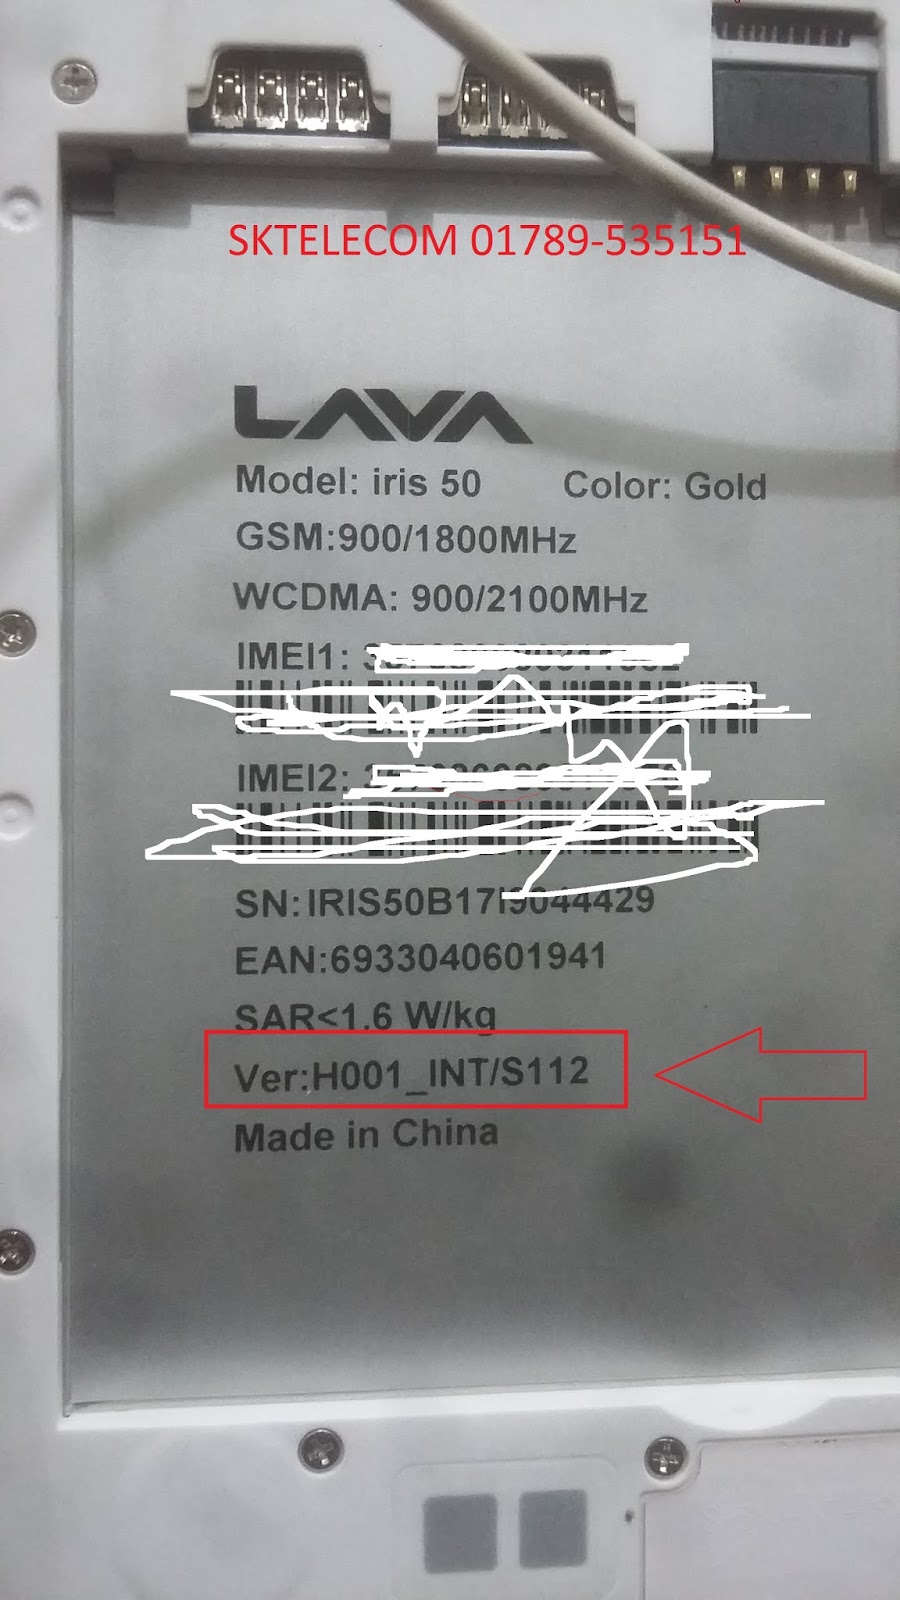 SKTELECOM 01789-535151
LAVA
Model: iris 50 Color: Gold
GSM:900/1800MHz
WCDMA: 900/2100MHz
IMEI1:
IMEI2:
SN:IRIS50B17I9044429
EAN:6933040601941
SAR<1.6 W/kg
Ver:H001_INT/S112
Made in China